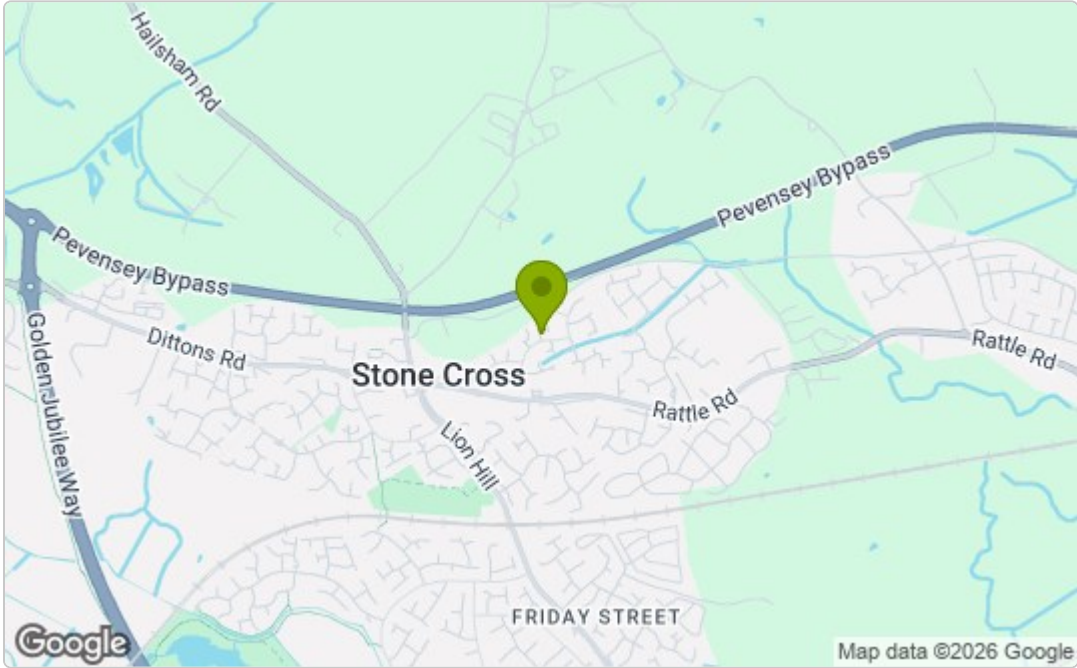 Hailsham Rd
Pevensey Bypass
Pevensey Bypass
Dittons Rd
Golden Jubilee Way
Stone Cross
Rattle Rd
Rattle Rd
Lion Hill
FRIDAY STREET
Google
Map data ©2026 Google